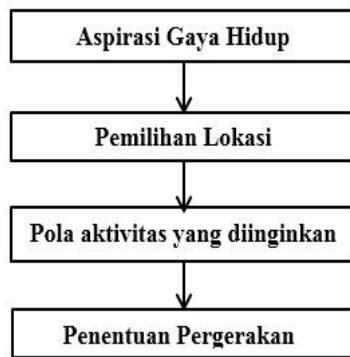 Aspirasi Gaya Hidup
Pemilihan Lokasi
Pola aktivitas yang diinginkan
Penentuan Pergerakan